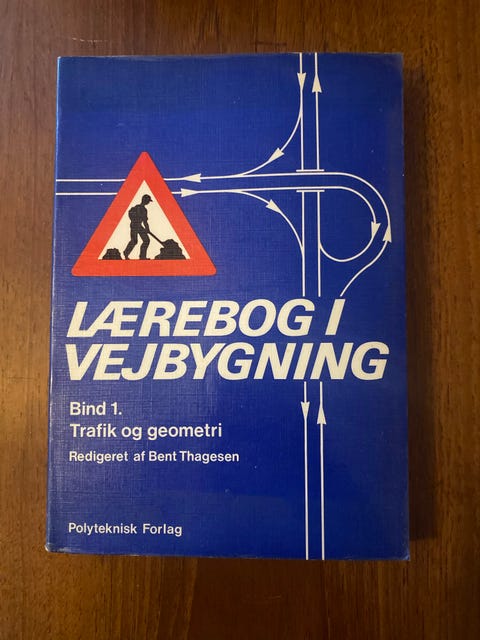 LÆREBOG I
VEJBYGNING
Bind 1.
Trafik og geometri
Redigeret af Bent Thagesen
Polyteknisk Forlag